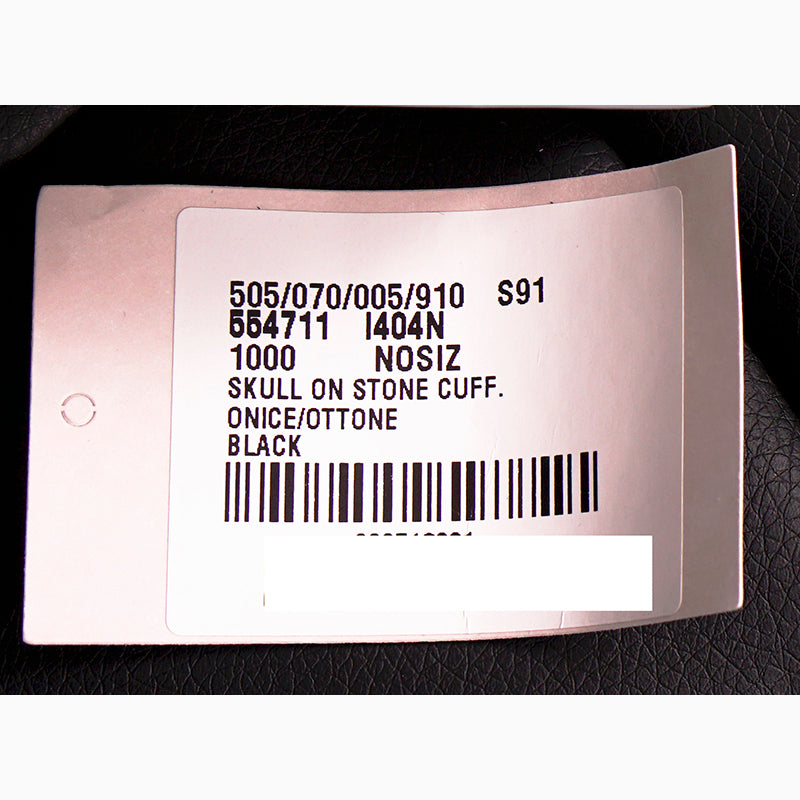 505/070/005/910 S91
554711 I404N
1000 NOSIZ
SKULL ON STONE CUFF.
ONICE/OTTONE
BLACK